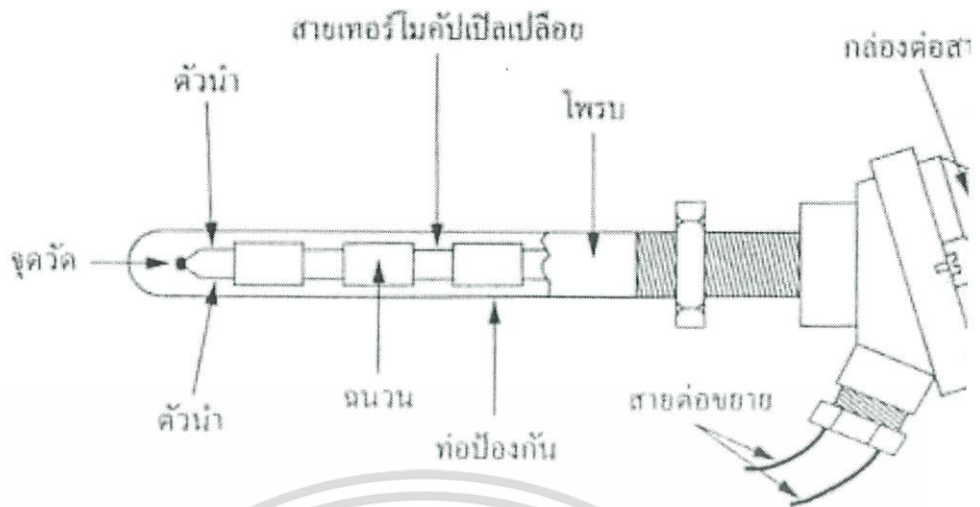 สายเทอร์โมคัปเปิลเปลือย
กล่องต่อ
ตัวนำ
โพรบ
จุดวัด
ฉนวน
สายต่อขยาย
ตัวนำ
ท่อป้องกัน